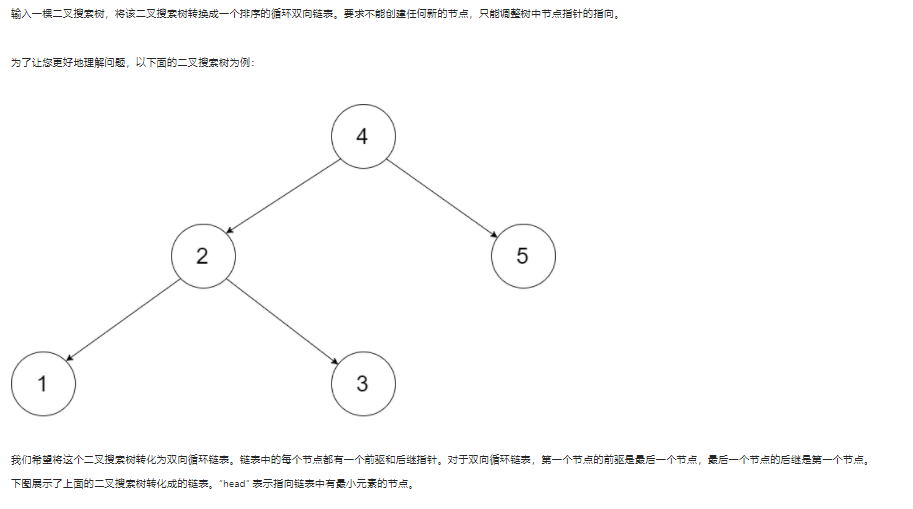 输入一棵二叉搜索树，将该二叉搜索树转换成一个排序的循环双向链表。要求不能创建任何新的节点，只能调整树中节点指针的指向。
为了让您更好地理解问题，以下面的二叉搜索树为例：
4
2
5
1
3
我们希望将这个二叉搜索树转化为双向循环链表。链表中的每个节点都有一个前驱和后继指针。对于双向循环链表，第一个节点的前驱是最后一个节点，最后一个节点的后继是第一个节点。
下图展示了上面的二叉搜索树转化成的链表。“head” 表示指向链表中有最小元素的节点。